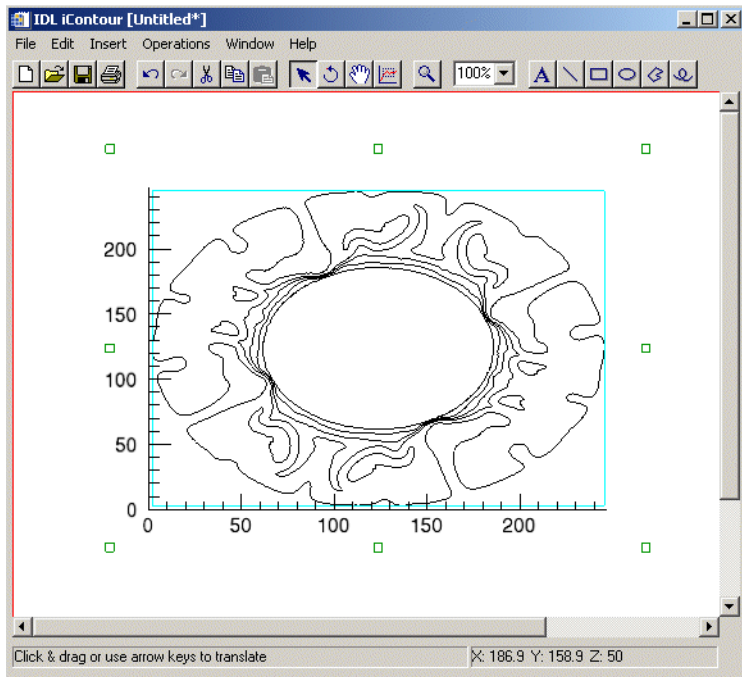 IDL iContour [Untitled*]
File Edit Insert Operations Window Help
100% A
200
150
100
50
0
0 50 100 150 200
Click & drag or use arrow keys to translate X: 186.9 Y: 158.9 Z: 50